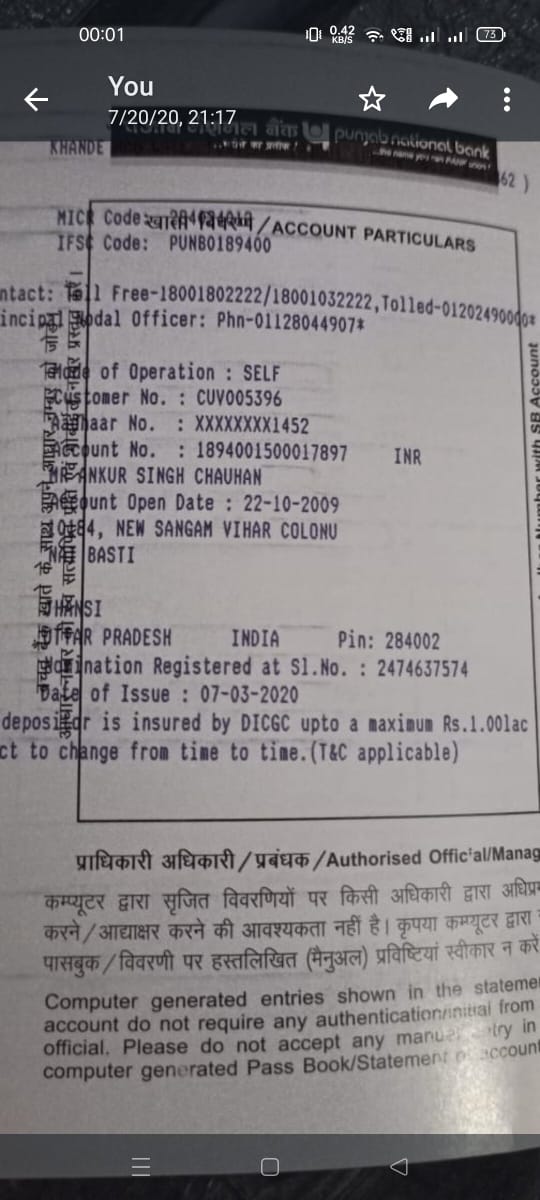 00:01
0.42 KB/S
73
You
7/20/20, 21:17
बैंक punjab national bank
KHANDE
62 )
MICR Code:
खाता विवरण / ACCOUNT PARTICULARS
IFSC Code: PUNB0189400
ntact: Toll Free-18001802222/18001032222,Tolled-01202490000*
incipal Nodal Officer: Phn-01128044907*
Mode of Operation : SELF
Customer No. : CUV005396
Aadhaar No. : XXXXXXXX1452
Account No. : 1894001500017897 INR
MR ANKUR SINGH CHAUHAN
Account Open Date : 22-10-2009
NEW SANGAM VIHAR COLONU
BASTI
JHANSI
UTTAR PRADESH INDIA Pin: 284002
Nomination Registered at Sl.No. : 2474637574
Date of Issue : 07-03-2020
depositor is insured by DICGC upto a maximum Rs.1.00lac
ct to change from time to time.(T&C applicable)
प्राधिकारी अधिकारी / प्रबंधक / Authorised Official/Manag
कम्प्यूटर द्वारा सृजित विवरणियों पर किसी अधिकारी द्वारा अधिप्र
करने / आद्याक्षर करने की आवश्यकता नहीं है। कृपया कम्प्यूटर द्वारा
पासबुक / विवरणी पर हस्तलिखित (मैनुअल) प्रविष्टियां स्वीकार न करें
Computer generated entries shown in the stateme
account do not require any authentication/initial from
official. Please do not accept any manual entry in
computer generated Pass Book/Statement of account
ber with SB Account